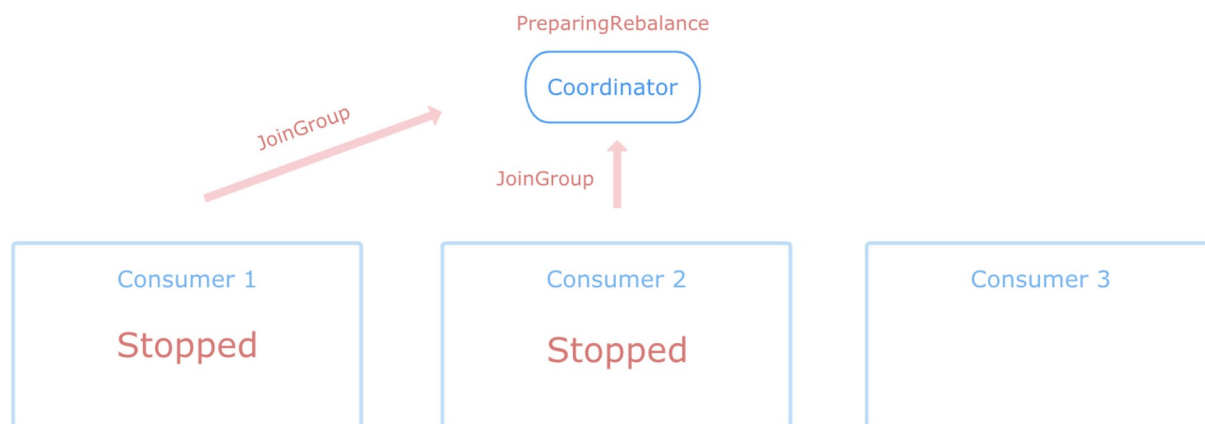 PreparingRebalance
Coordinator
JoinGroup
JoinGroup
Consumer 1
Stopped
Consumer 2
Stopped
Consumer 3